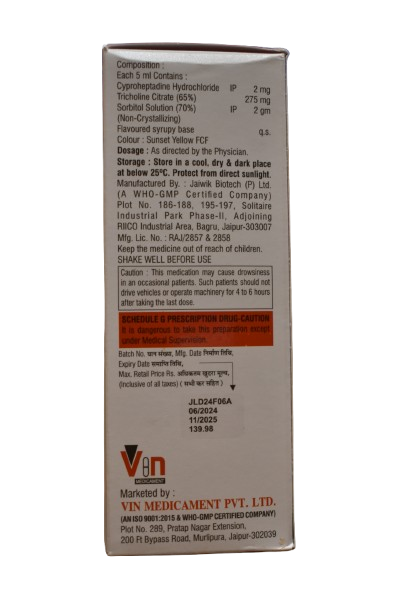 Composition :
Each 5 ml Contains :
Cyproheptadine Hydrochloride IP 2 mg
Tricholine Citrate (65%) 275 mg
Sorbitol Solution (70%) IP 2 gm
(Non-Crystallizing)
Flavoured syrupy base q.s.
Colour : Sunset Yellow FCF
Dosage : As directed by the Physician.
Storage : Store in a cool, dry & dark place
at below 25ºC. Protect from direct sunlight.
Manufactured By. : Jaiwik Biotech (P) Ltd.
(A WHO-GMP Certified Company)
Plot No. 186-188, 195-197, Solitaire
Industrial Park Phase-II, Adjoining
RIICO Industrial Area, Bagru, Jaipur-303007
Mfg. Lic. No. : RAJ/2857 & 2858
Keep the medicine out of reach of children.
SHAKE WELL BEFORE USE
Caution : This medication may cause drowsiness
in an occasional patients. Such patients should not
drive vehicles or operate machinery for 4 to 6 hours
after taking the last dose.
SCHEDULE G PRESCRIPTION DRUG-CAUTION
It is dangerous to take this preparation except
under Medical Supervision.
Batch No. घान संख्या, Mfg. Date निर्माण तिथि,
Expiry Date समाप्ति तिथि,
Max. Retail Price Rs. अधिकतम खुदरा मूल्य,
(Inclusive of all taxes) ( सभी कर सहित )
JLD24F06A
06/2024
11/2025
139.98
Vin
MEDICAMENT
Marketed by :
VIN MEDICAMENT PVT. LTD.
(AN ISO 9001:2015 & WHO-GMP CERTIFIED COMPANY)
Plot No. 289, Pratap Nagar Extension,
200 Ft Bypass Road, Murlipura, Jaipur-302039